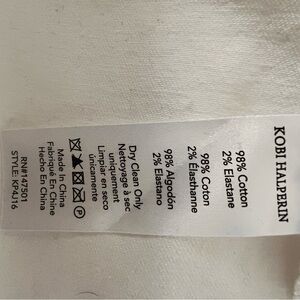 KOBI HALPERIN
98% Cotton
2% Elastane
98% Coton
2% Élasthanne
98% Algodón
2% Elastano
Dry Clean Only
Nettoyage à sec
uniquement
Limpiar en seco
únicamente
Made In China
Fabriqué En Chine
Hecho En China
RN#147501
STYLE: KP4J16